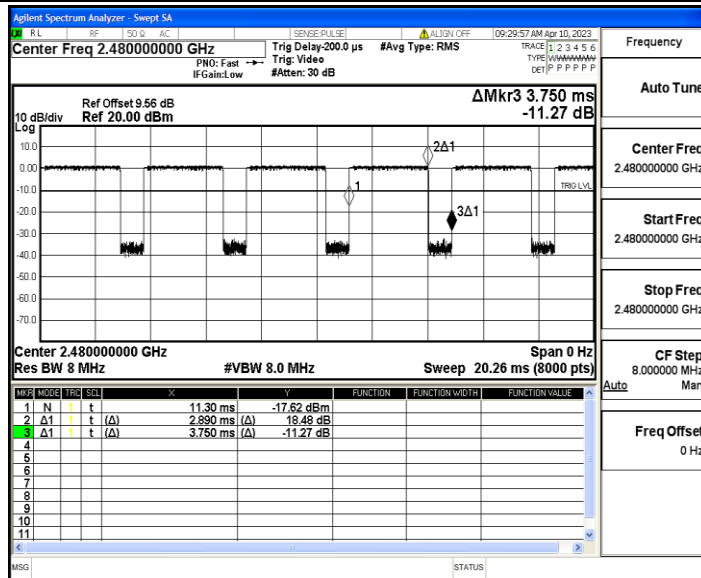 Agilent Spectrum Analyzer - Swept SA
RL RF 50 Ω AC SENSE:PULSE ALIGN OFF 09:29:57 AM Apr 10, 2023
Center Freq 2.480000000 GHz
PNO: Fast
IFGain:Low
Trig Delay-200.0 µs
Trig: Video
#Atten: 30 dB
#Avg Type: RMS
TRACE 1 2 3 4 5 6
TYPE
DET P P P P P P
ΔMkr3 3.750 ms
-11.27 dB
Ref Offset 9.56 dB
10 dB/div Ref 20.00 dBm
Log
10.0
0.00
-10.0
-20.0
-30.0
-40.0
-50.0
-60.0
-70.0
2Δ1
1
3Δ1
TRIG LVL
Center 2.480000000 GHz Span 0 Hz
Res BW 8 MHz #VBW 8.0 MHz Sweep 20.26 ms (8000 pts)
MKR MODE TRC SCL X Y FUNCTION FUNCTION WIDTH FUNCTION VALUE
1 N 1 t 11.30 ms -17.62 dBm
2 Δ1 1 t (Δ) 2.890 ms (Δ) 18.48 dB
3 Δ1 1 t (Δ) 3.750 ms (Δ) -11.27 dB
4
5
6
7
8
9
10
11
MSG STATUS
Frequency
Auto Tune
Center Freq
2.480000000 GHz
Start Freq
2.480000000 GHz
Stop Freq
2.480000000 GHz
CF Step
8.000000 MHz
Auto Man
Freq Offset
0 Hz